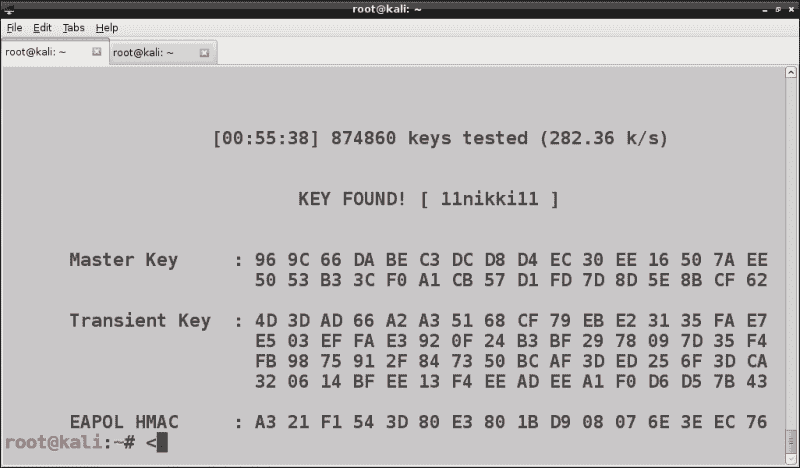 root@kali: ~
File Edit Tabs Help
root@kali: ~ root@kali: ~
[00:55:38] 874860 keys tested (282.36 k/s)
KEY FOUND! [ 11nikki11 ]
Master Key : 96 9C 66 DA BE C3 DC D8 D4 EC 30 EE 16 50 7A EE
50 53 B3 3C F0 A1 CB 57 D1 FD 7D 8D 5E 8B CF 62
Transient Key : 4D 3D AD 66 A2 A3 51 68 CF 79 EB E2 31 35 FA E7
E5 03 EF FA E3 92 0F 24 B3 BF 29 78 09 7D 35 F4
FB 98 75 91 2F 84 73 50 BC AF 3D ED 25 6F 3D CA
32 06 14 BF EE 13 F4 EE AD EE A1 F0 D6 D5 7B 43
EAPOL HMAC : A3 21 F1 54 3D 80 E3 80 1B D9 08 07 6E 3E EC 76
root@kali:~# <